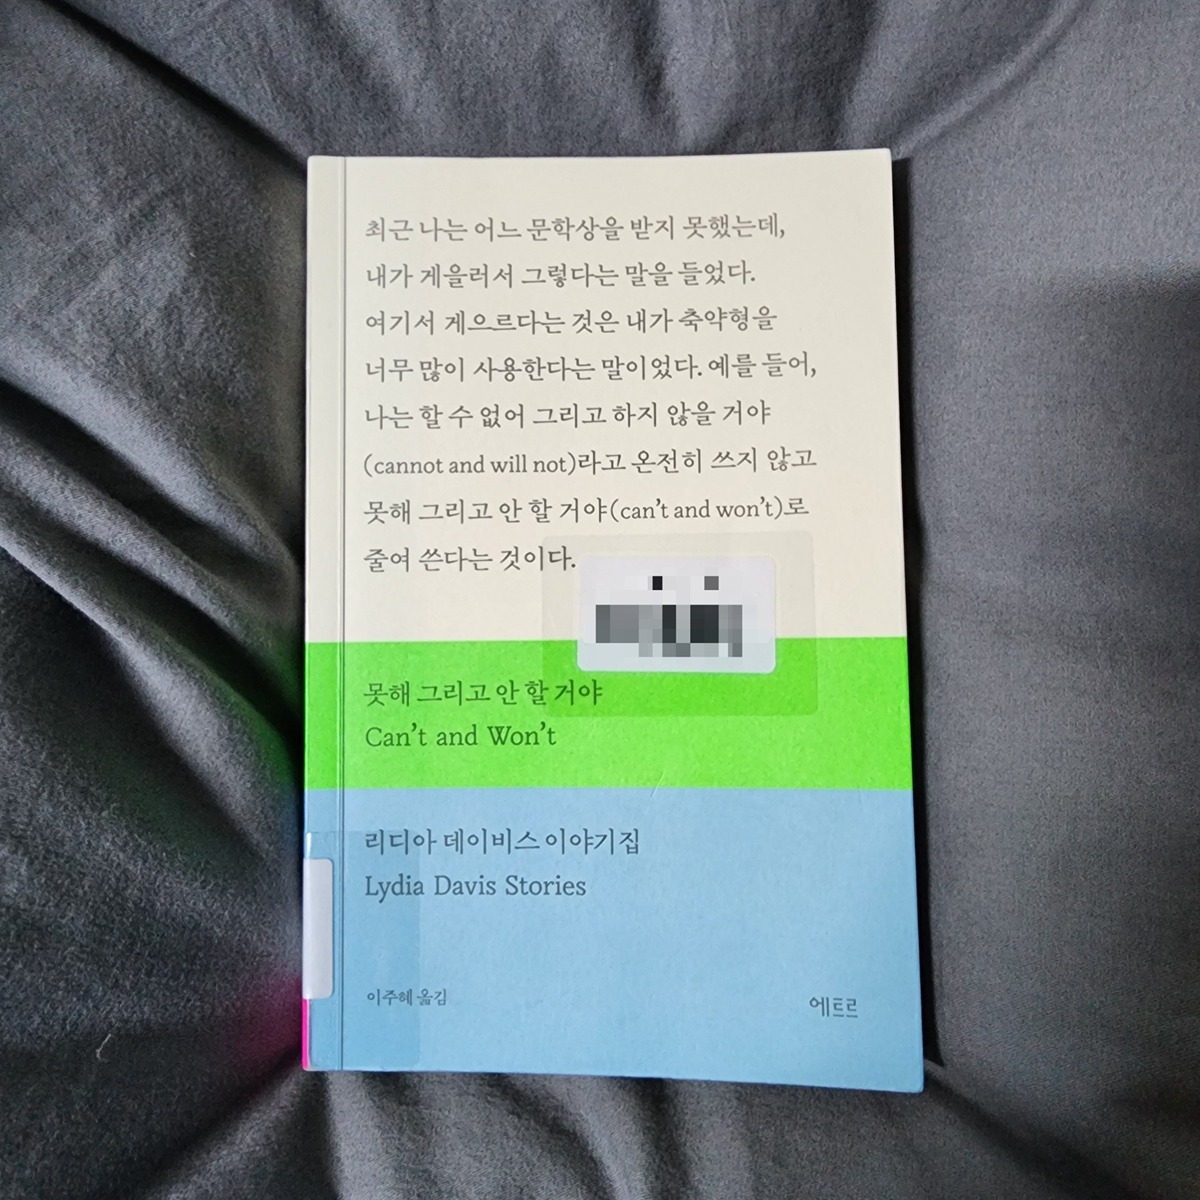 최근 나는 어느 문학상을 받지 못했는데,
내가 게을러서 그렇다는 말을 들었다.
여기서 게으르다는 것은 내가 축약형을
너무 많이 사용한다는 말이었다. 예를 들어,
나는 할 수 없어 그리고 하지 않을 거야
(cannot and will not)라고 온전히 쓰지 않고
못해 그리고 안 할 거야(can’t and won’t)로
줄여 쓴다는 것이다.
못해 그리고 안 할 거야
Can’t and Won’t
리디아 데이비스 이야기집
Lydia Davis Stories
이주혜 옮김
에트르